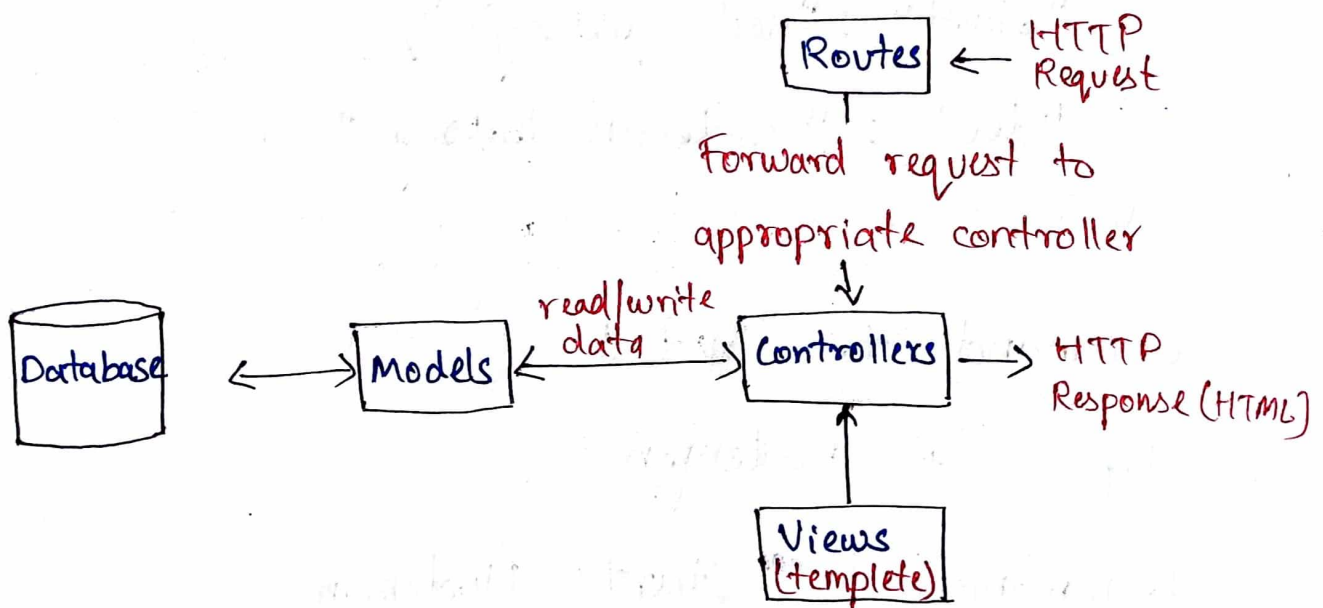 Routes
HTTP
Request
Forward request to
appropriate controller
read/write
data
Database
Models
Controllers
HTTP
Response (HTML)
Views
(templete)